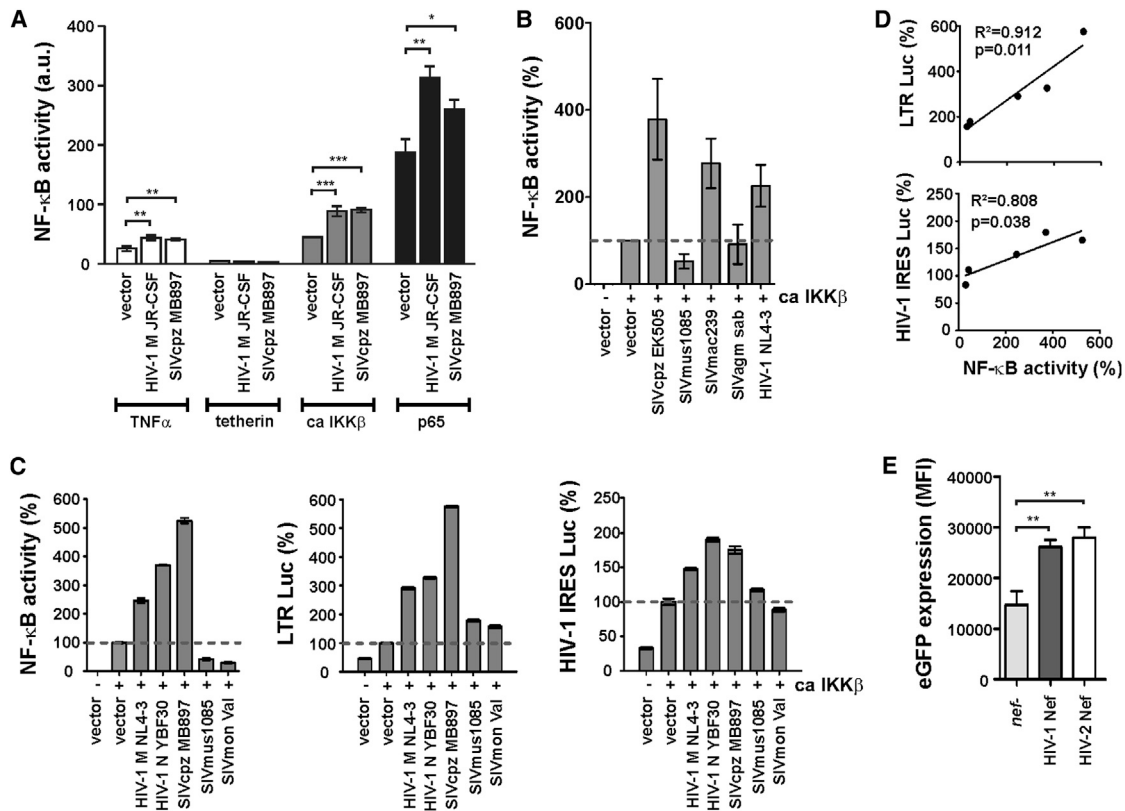 A
NF-κB activity (a.u.)
400
300
200
100
0
**
**
***
***
**
*
vector
HIV-1 M JR-CSF
SIVcpz MB897
vector
HIV-1 M JR-CSF
SIVcpz MB897
vector
HIV-1 M JR-CSF
SIVcpz MB897
vector
HIV-1 M JR-CSF
SIVcpz MB897
TNFα
tetherin
ca IKKβ
p65
B
NF-κB activity (%)
600
400
200
0
- + + + + + + ca IKKβ
vector
vector
SIVcpz EK505
SIVmus1085
SIVmac239
SIVagm sab
HIV-1 NL4-3
D
LTR Luc (%)
600
400
200
0
R²=0.912
p=0.011
HIV-1 IRES Luc (%)
250
200
150
100
50
0
R²=0.808
p=0.038
0 200 400 600
NF-κB activity (%)
C
NF-κB activity (%)
600
500
400
300
200
100
0
- + + + + + +
vector
vector
HIV-1 M NL4-3
HIV-1 N YBF30
SIVcpz MB897
SIVmus1085
SIVmon Val
LTR Luc (%)
600
500
400
300
200
100
0
- + + + + + +
vector
vector
HIV-1 M NL4-3
HIV-1 N YBF30
SIVcpz MB897
SIVmus1085
SIVmon Val
HIV-1 IRES Luc (%)
250
200
150
100
50
0
- + + + + + + ca IKKβ
vector
vector
HIV-1 M NL4-3
HIV-1 N YBF30
SIVcpz MB897
SIVmus1085
SIVmon Val
E
eGFP expression (MFI)
40000
30000
20000
10000
0
**
**
nef-
HIV-1 Nef
HIV-2 Nef